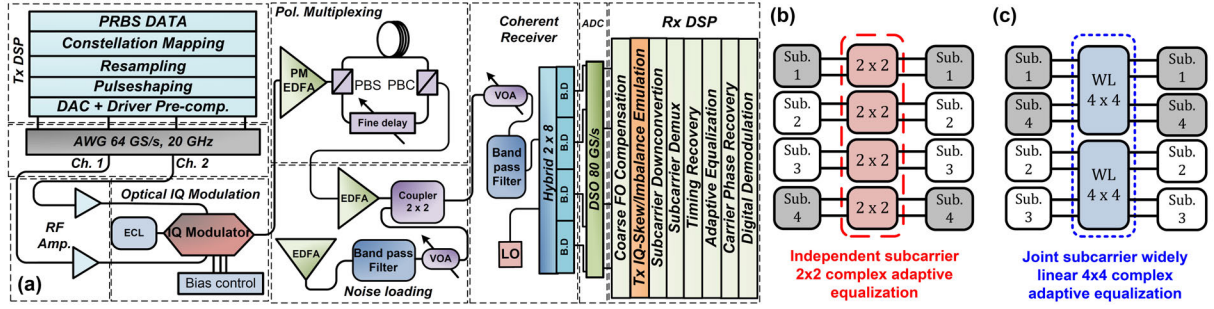 Tx DSP
PRBS DATA
Constellation Mapping
Resampling
Pulseshaping
DAC + Driver Pre-comp.
AWG 64 GS/s, 20 GHz
Ch. 1
Ch. 2
Optical IQ Modulation
RF
Amp.
ECL
IQ Modulator
Bias control
(a)
Pol. Multiplexing
PM
EDFA
PBS
PBC
Fine delay
EDFA
Coupler
2 x 2
EDFA
Band pass
Filter
VOA
Noise loading
Coherent
Receiver
VOA
Band
pass
Filter
LO
Hybrid 2 x 8
B.D
B.D
B.D
B.D
ADC
DSO 80 GS/s
Rx DSP
Coarse FO Compensation
Tx IQ-Skew/Imbalance Emulation
Subcarrier Downconvertion
Subcarrier Demux
Timing Recovery
Adaptive Equalization
Carrier Phase Recovery
Digital Demodulation
(b)
Sub.
1
2 x 2
Sub.
1
Sub.
2
2 x 2
Sub.
2
Sub.
3
2 x 2
Sub.
3
Sub.
4
2 x 2
Sub.
4
Independent subcarrier
2x2 complex adaptive
equalization
(c)
Sub.
1
Sub.
4
WL
4 x 4
Sub.
1
Sub.
4
Sub.
2
Sub.
3
WL
4 x 4
Sub.
2
Sub.
3
Joint subcarrier widely
linear 4x4 complex
adaptive equalization